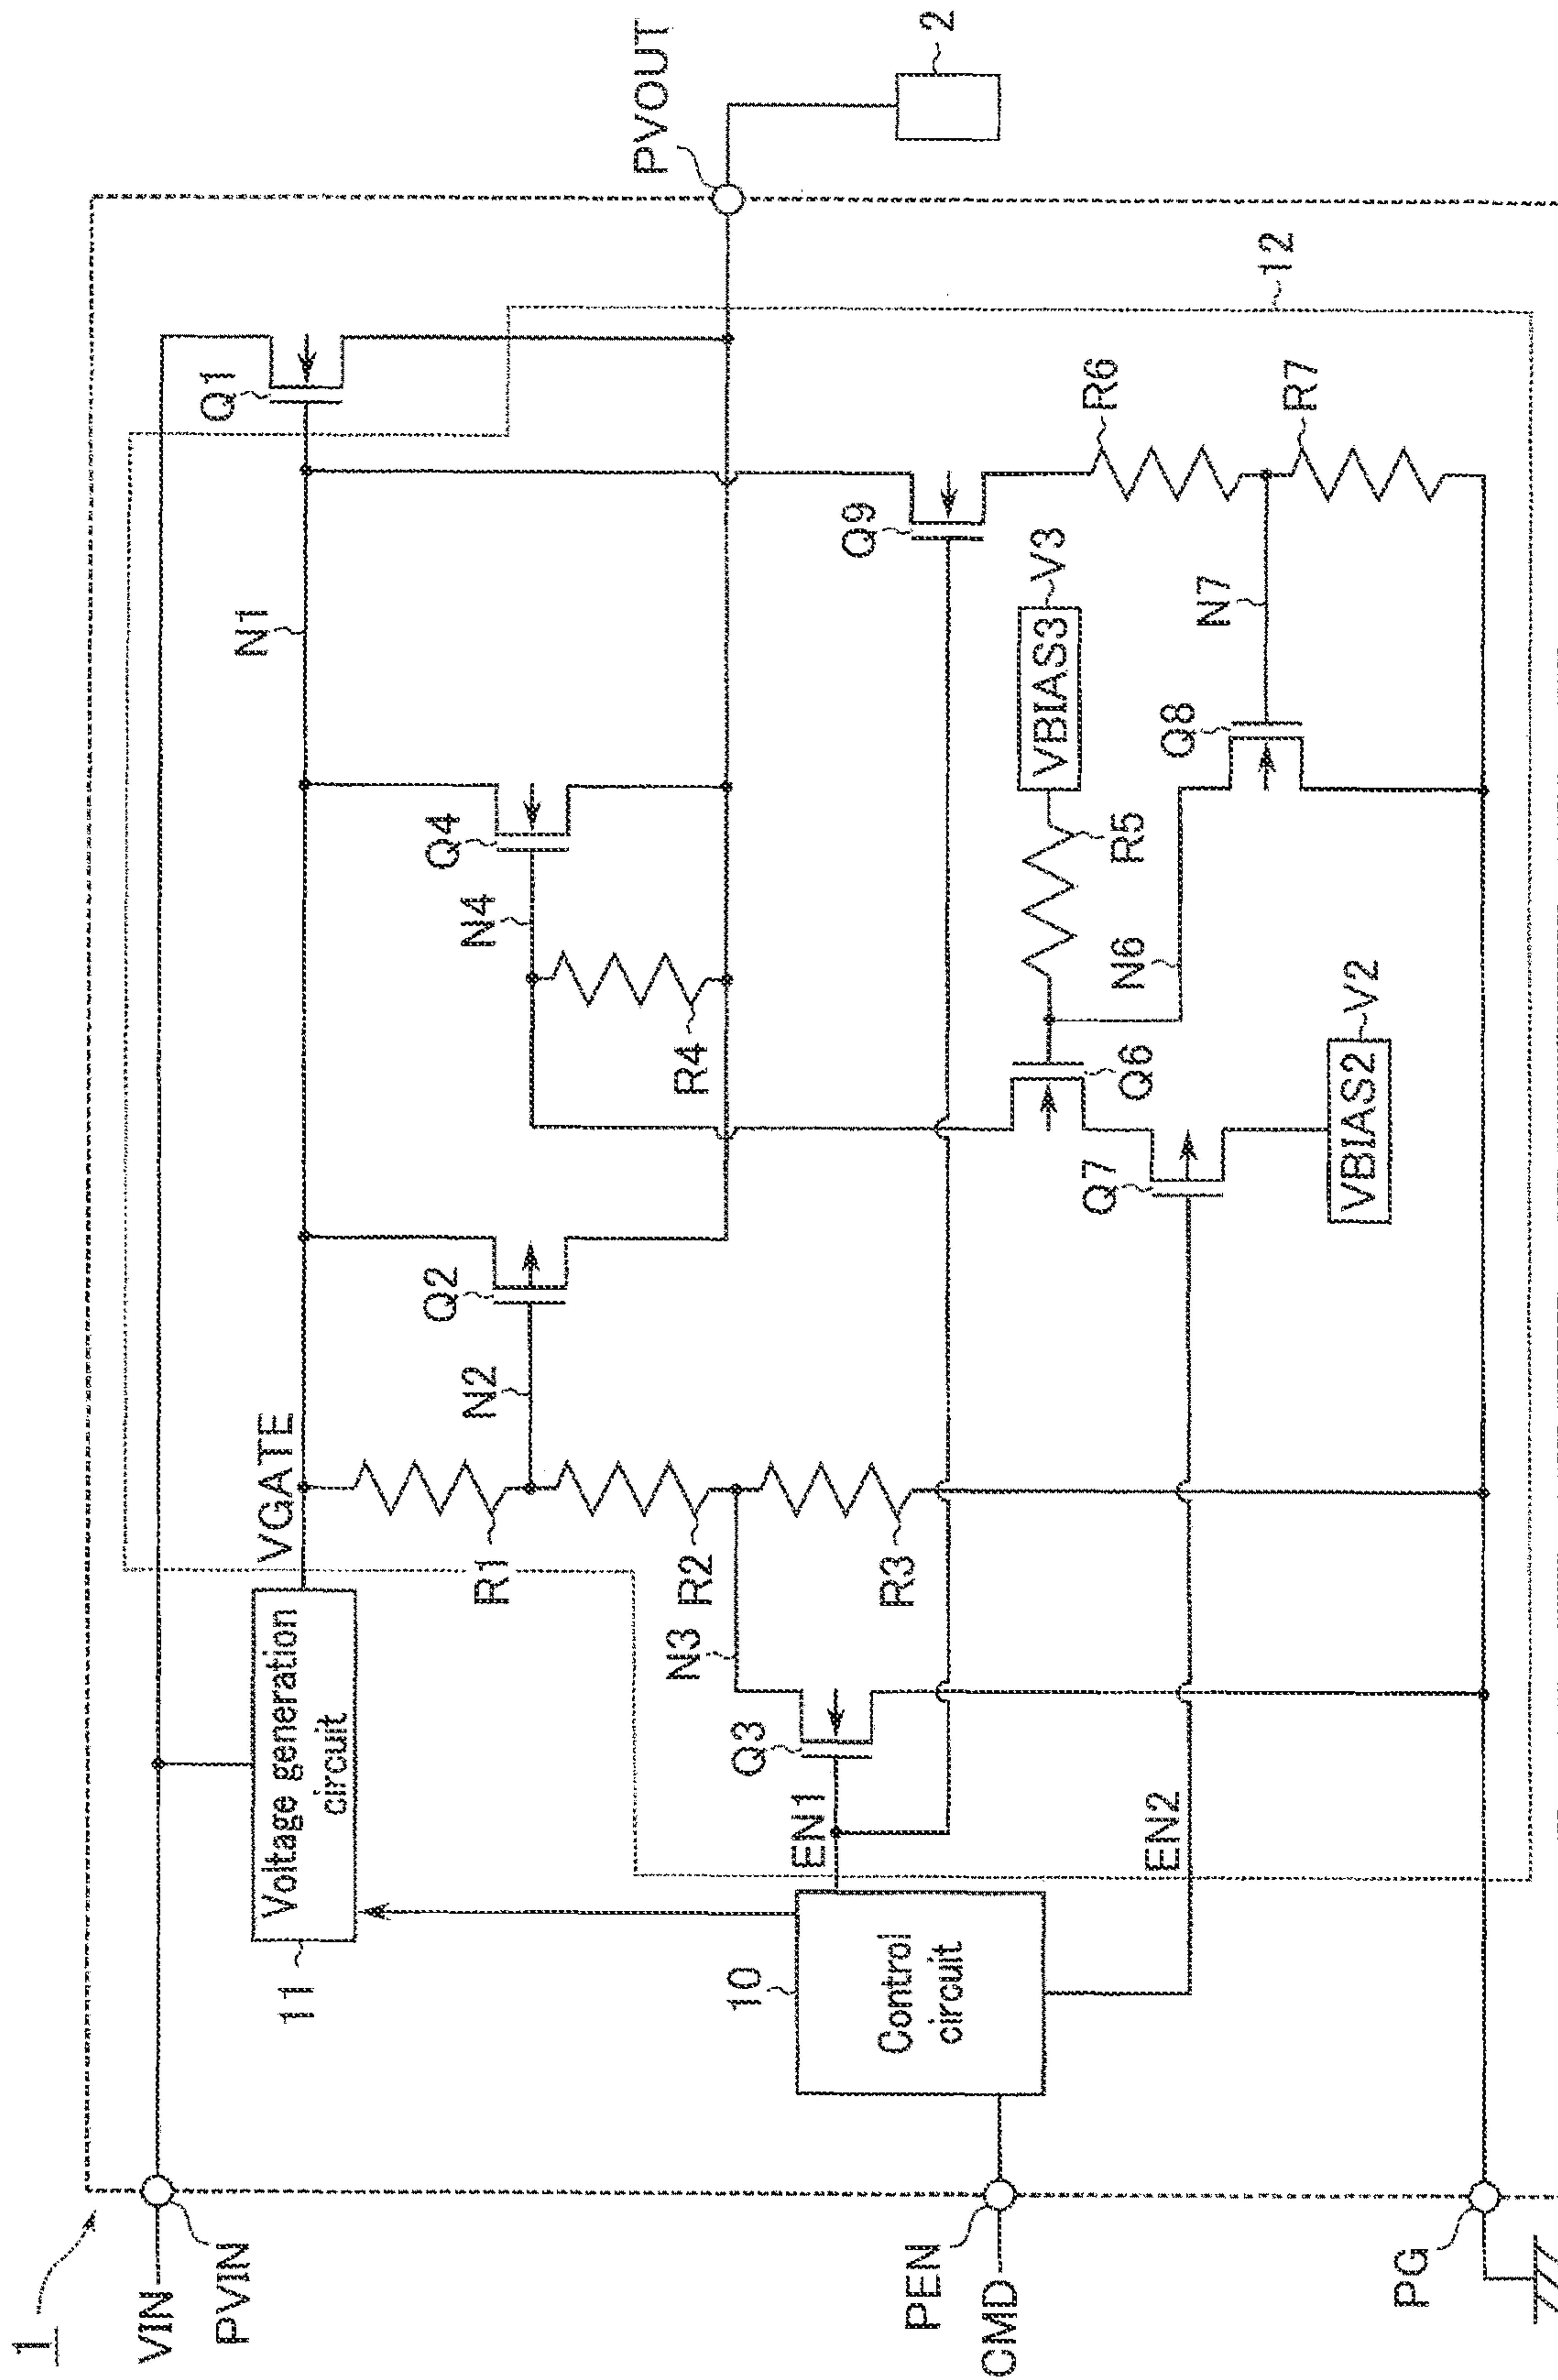 1
VIN
PVIN
PEN
CMD
PG
11
Voltage generation
circuit
10
Control
circuit
EN1
EN2
VGATE
R1
R2
R3
N3
Q3
N2
Q2
N1
Q4
N4
R4
Q1
Q9
VBIAS3
V3
R5
N6
Q6
Q7
VBIAS2
V2
Q8
N7
R6
R7
12
PVOUT
2